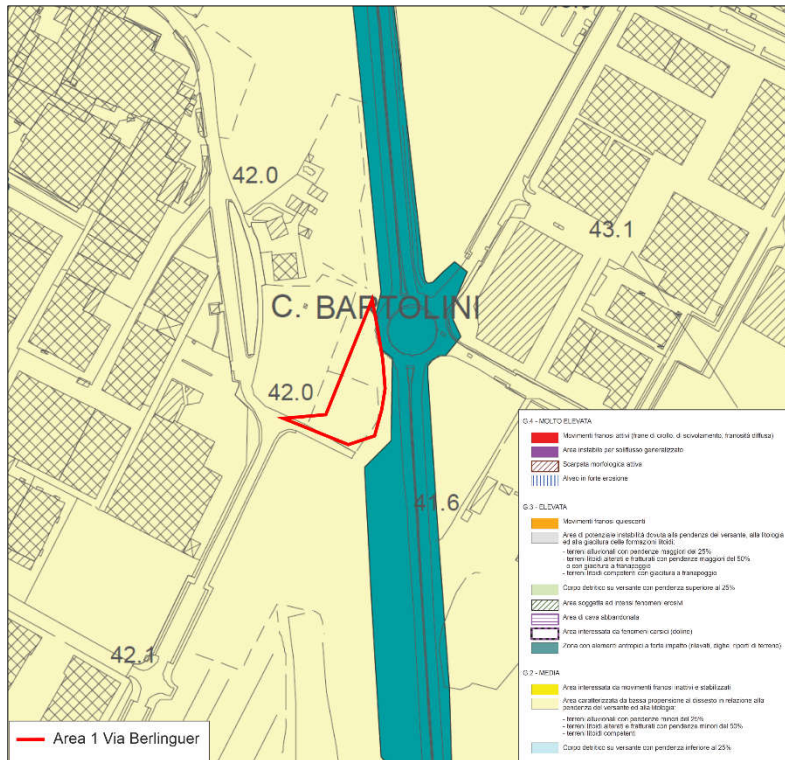 42.0
43.1
C. BARTOLINI
42.0
41.6
42.1
Area 1 Via Berlinguer
G.4 - MOLTO ELEVATA
Movimenti franosi attivi (frane di crollo, di scivolamento, franosità diffusa)
Area instabile per soliflusso generalizzato
Scarpata morfologica attiva
Alveo in forte erosione
G.3 - ELEVATA
Movimenti franosi quiescenti
Area di potenziale instabilità dovuta alla pendenza del versante, alla litologia
ed alla giacitura delle formazioni litoidi:
- terreni alluvionali con pendenze maggiori del 25%
- terreni litoidi alterati e fratturati con pendenze maggiori del 50%
o con giacitura a franapoggio
- terreni litoidi competenti con giacitura a franapoggio
Corpo detritico su versante con pendenza superiore al 25%
Area soggetta ad intensi fenomeni erosivi
Area di cava abbandonata
Area interessata da fenomeni carsici (doline)
Zona con elementi antropici a forte impatto (rilevati, dighe, riporti di terreno)
G.2 - MEDIA
Area interessata da movimenti franosi inattivi e stabilizzati
Area caratterizzata da bassa propensione al dissesto in relazione alla
pendenza del versante ed alla litologia:
- terreni alluvionali con pendenze minori del 25%
- terreni litoidi alterati e fratturati con pendenze minori del 50%
- terreni litoidi competenti
Corpo detritico su versante con pendenza inferiore al 25%